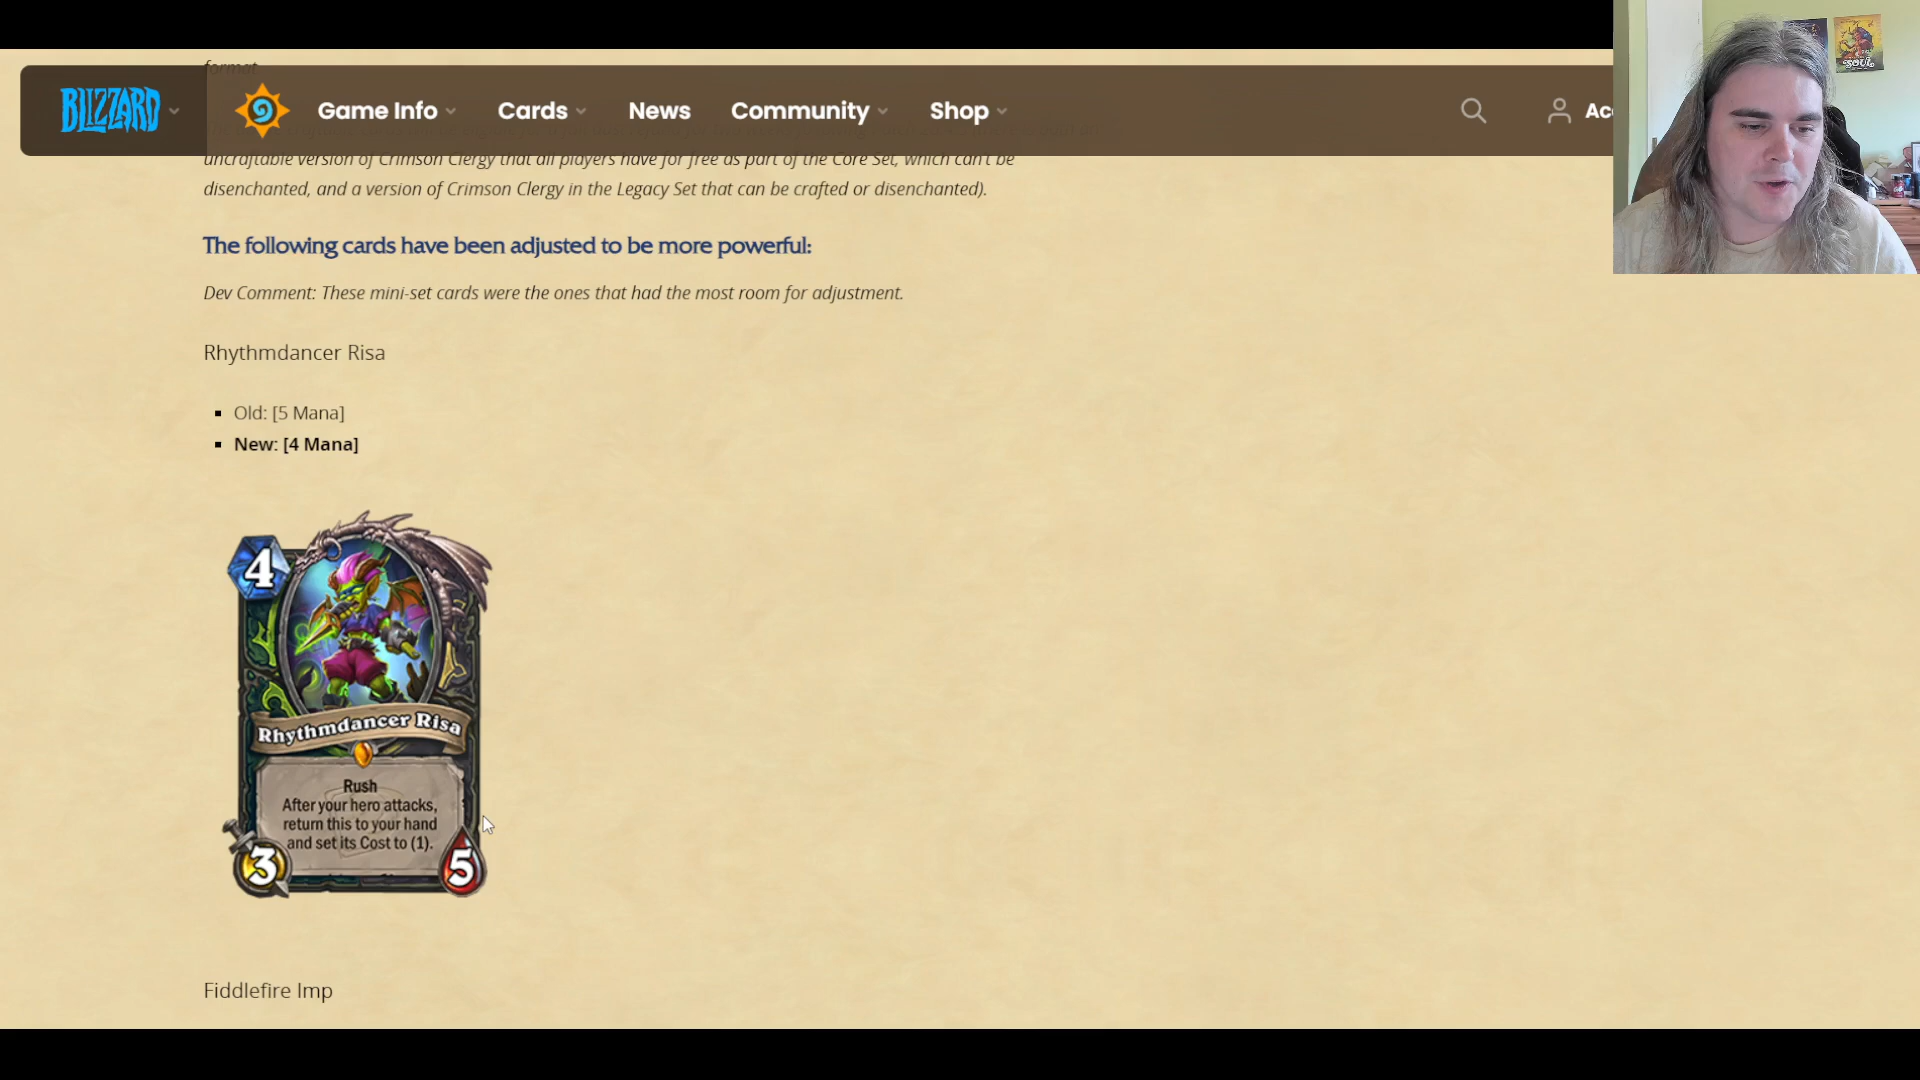 format
BLIZZARD
Game Info
Cards
News
Community
Shop
Ac
uncraftable version of Crimson Clergy that all players have for free as part of the Core Set, which can't be
disenchanted, and a version of Crimson Clergy in the Legacy Set that can be crafted or disenchanted).
The following cards have been adjusted to be more powerful:
Dev Comment: These mini-set cards were the ones that had the most room for adjustment.
Rhythmdancer Risa
Old: [5 Mana]
New: [4 Mana]
4
Rhythmdancer Risa
Rush
After your hero attacks,
return this to your hand
and set its Cost to (1).
3
5
Fiddlefire Imp